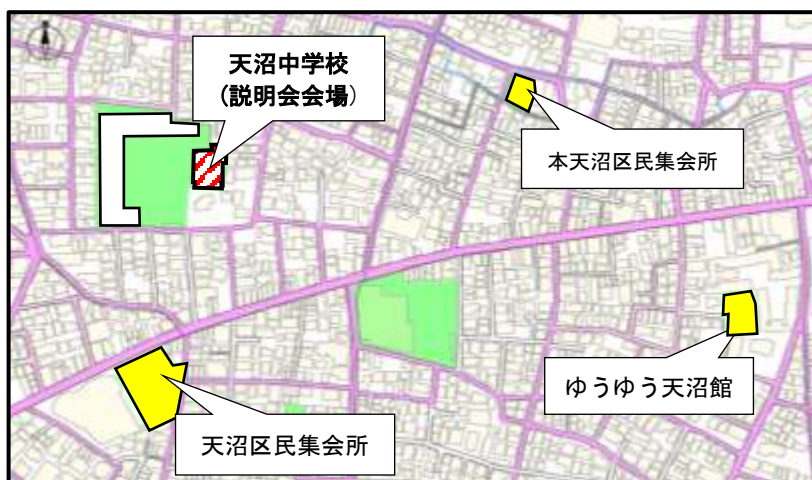 天沼中学校
(説明会会場)
本天沼区民集会所
ゆうゆう天沼館
天沼区民集会所